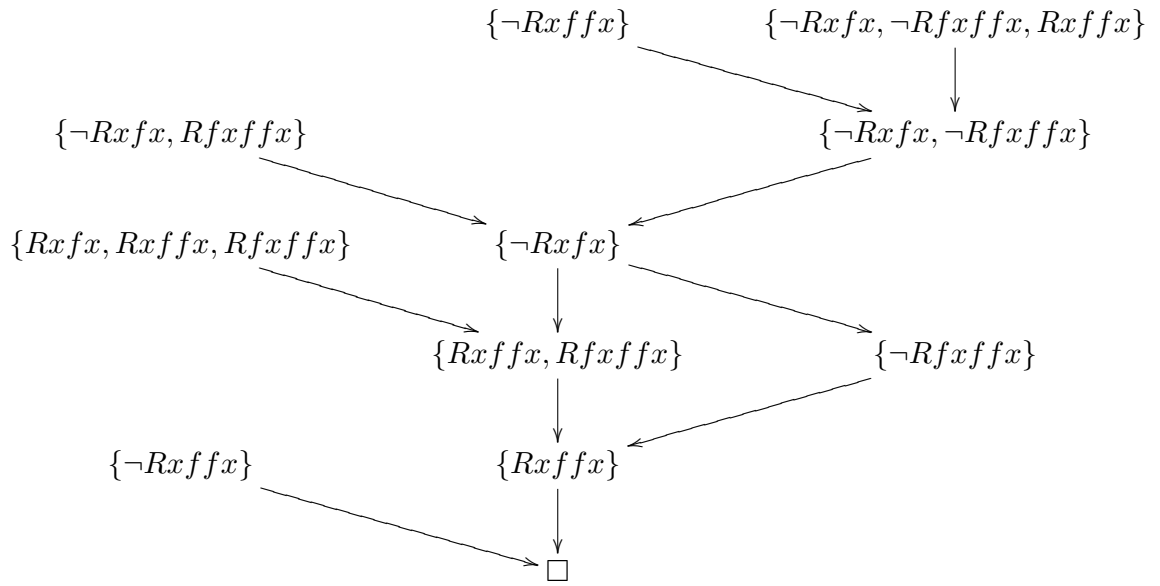 {¬Rxffx} {¬Rxfx, ¬Rfxffx, Rxffx}
{¬Rxfx, Rfxffx} {¬Rxfx, ¬Rfxffx}
{Rxfx, Rxffx, Rfxffx} {¬Rxfx}
{Rxffx, Rfxffx} {¬Rfxffx}
{¬Rxffx} {Rxffx}
□